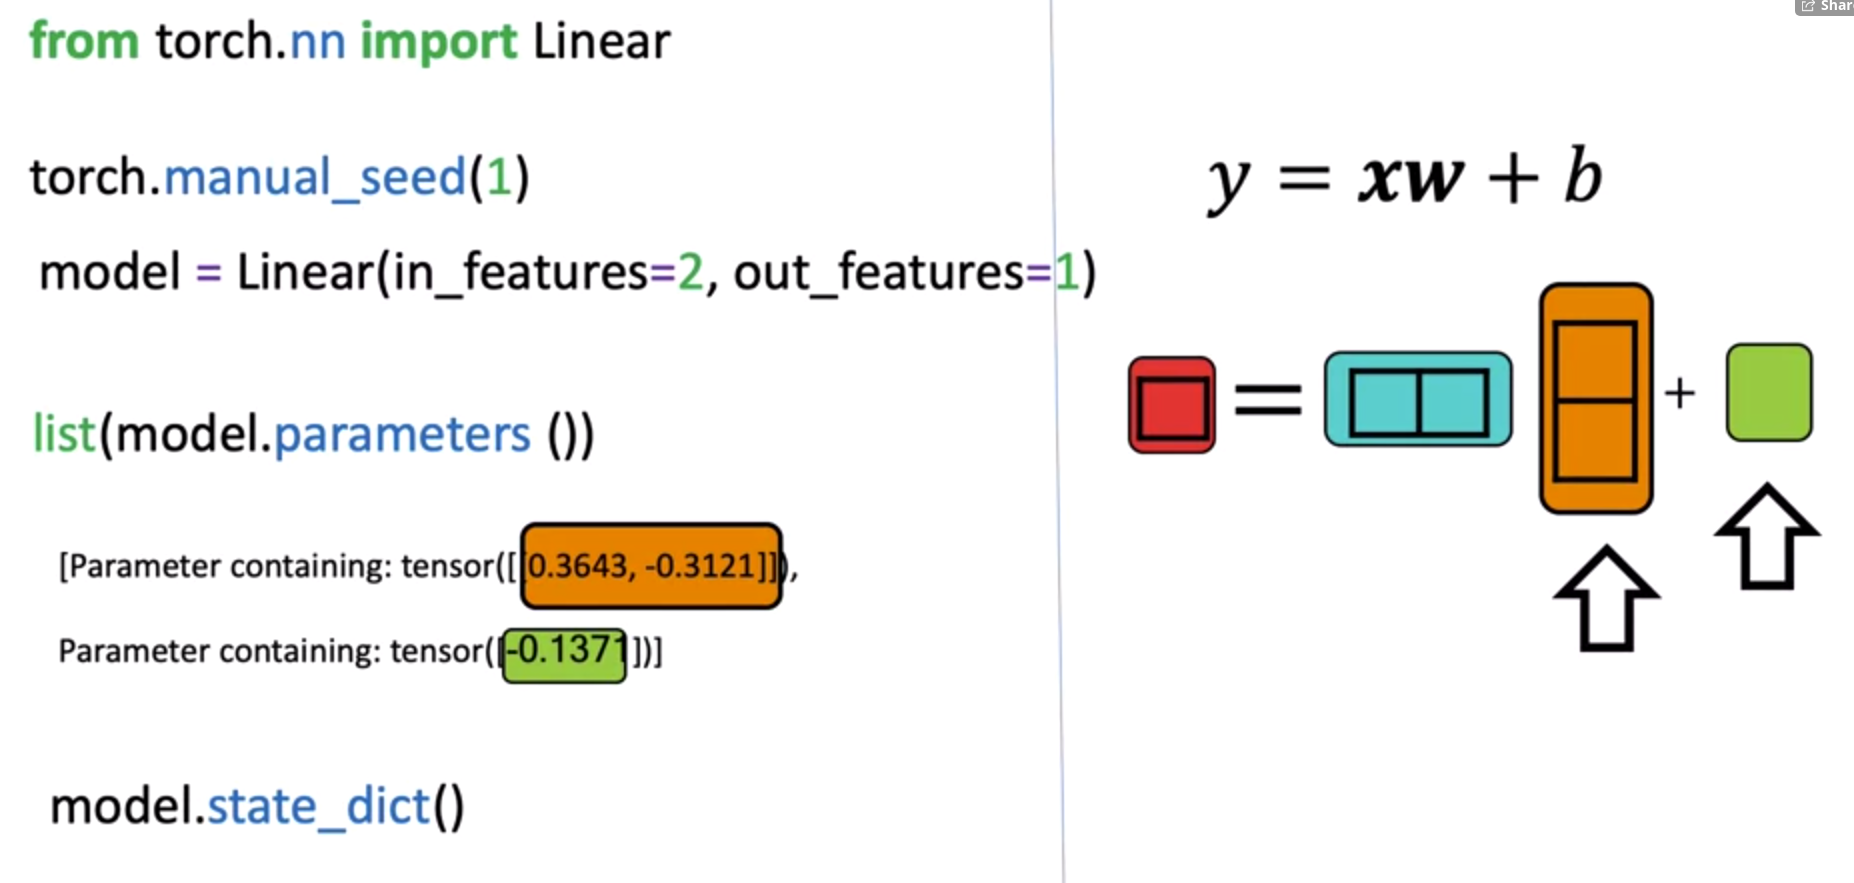 Shar
from torch.nn import Linear
torch.manual_seed(1)
model = Linear(in_features=2, out_features=1)
list(model.parameters ())
[Parameter containing: tensor([[0.3643, -0.3121]]),
Parameter containing: tensor([-0.1371])]
model.state_dict()
y = xw + b
= +